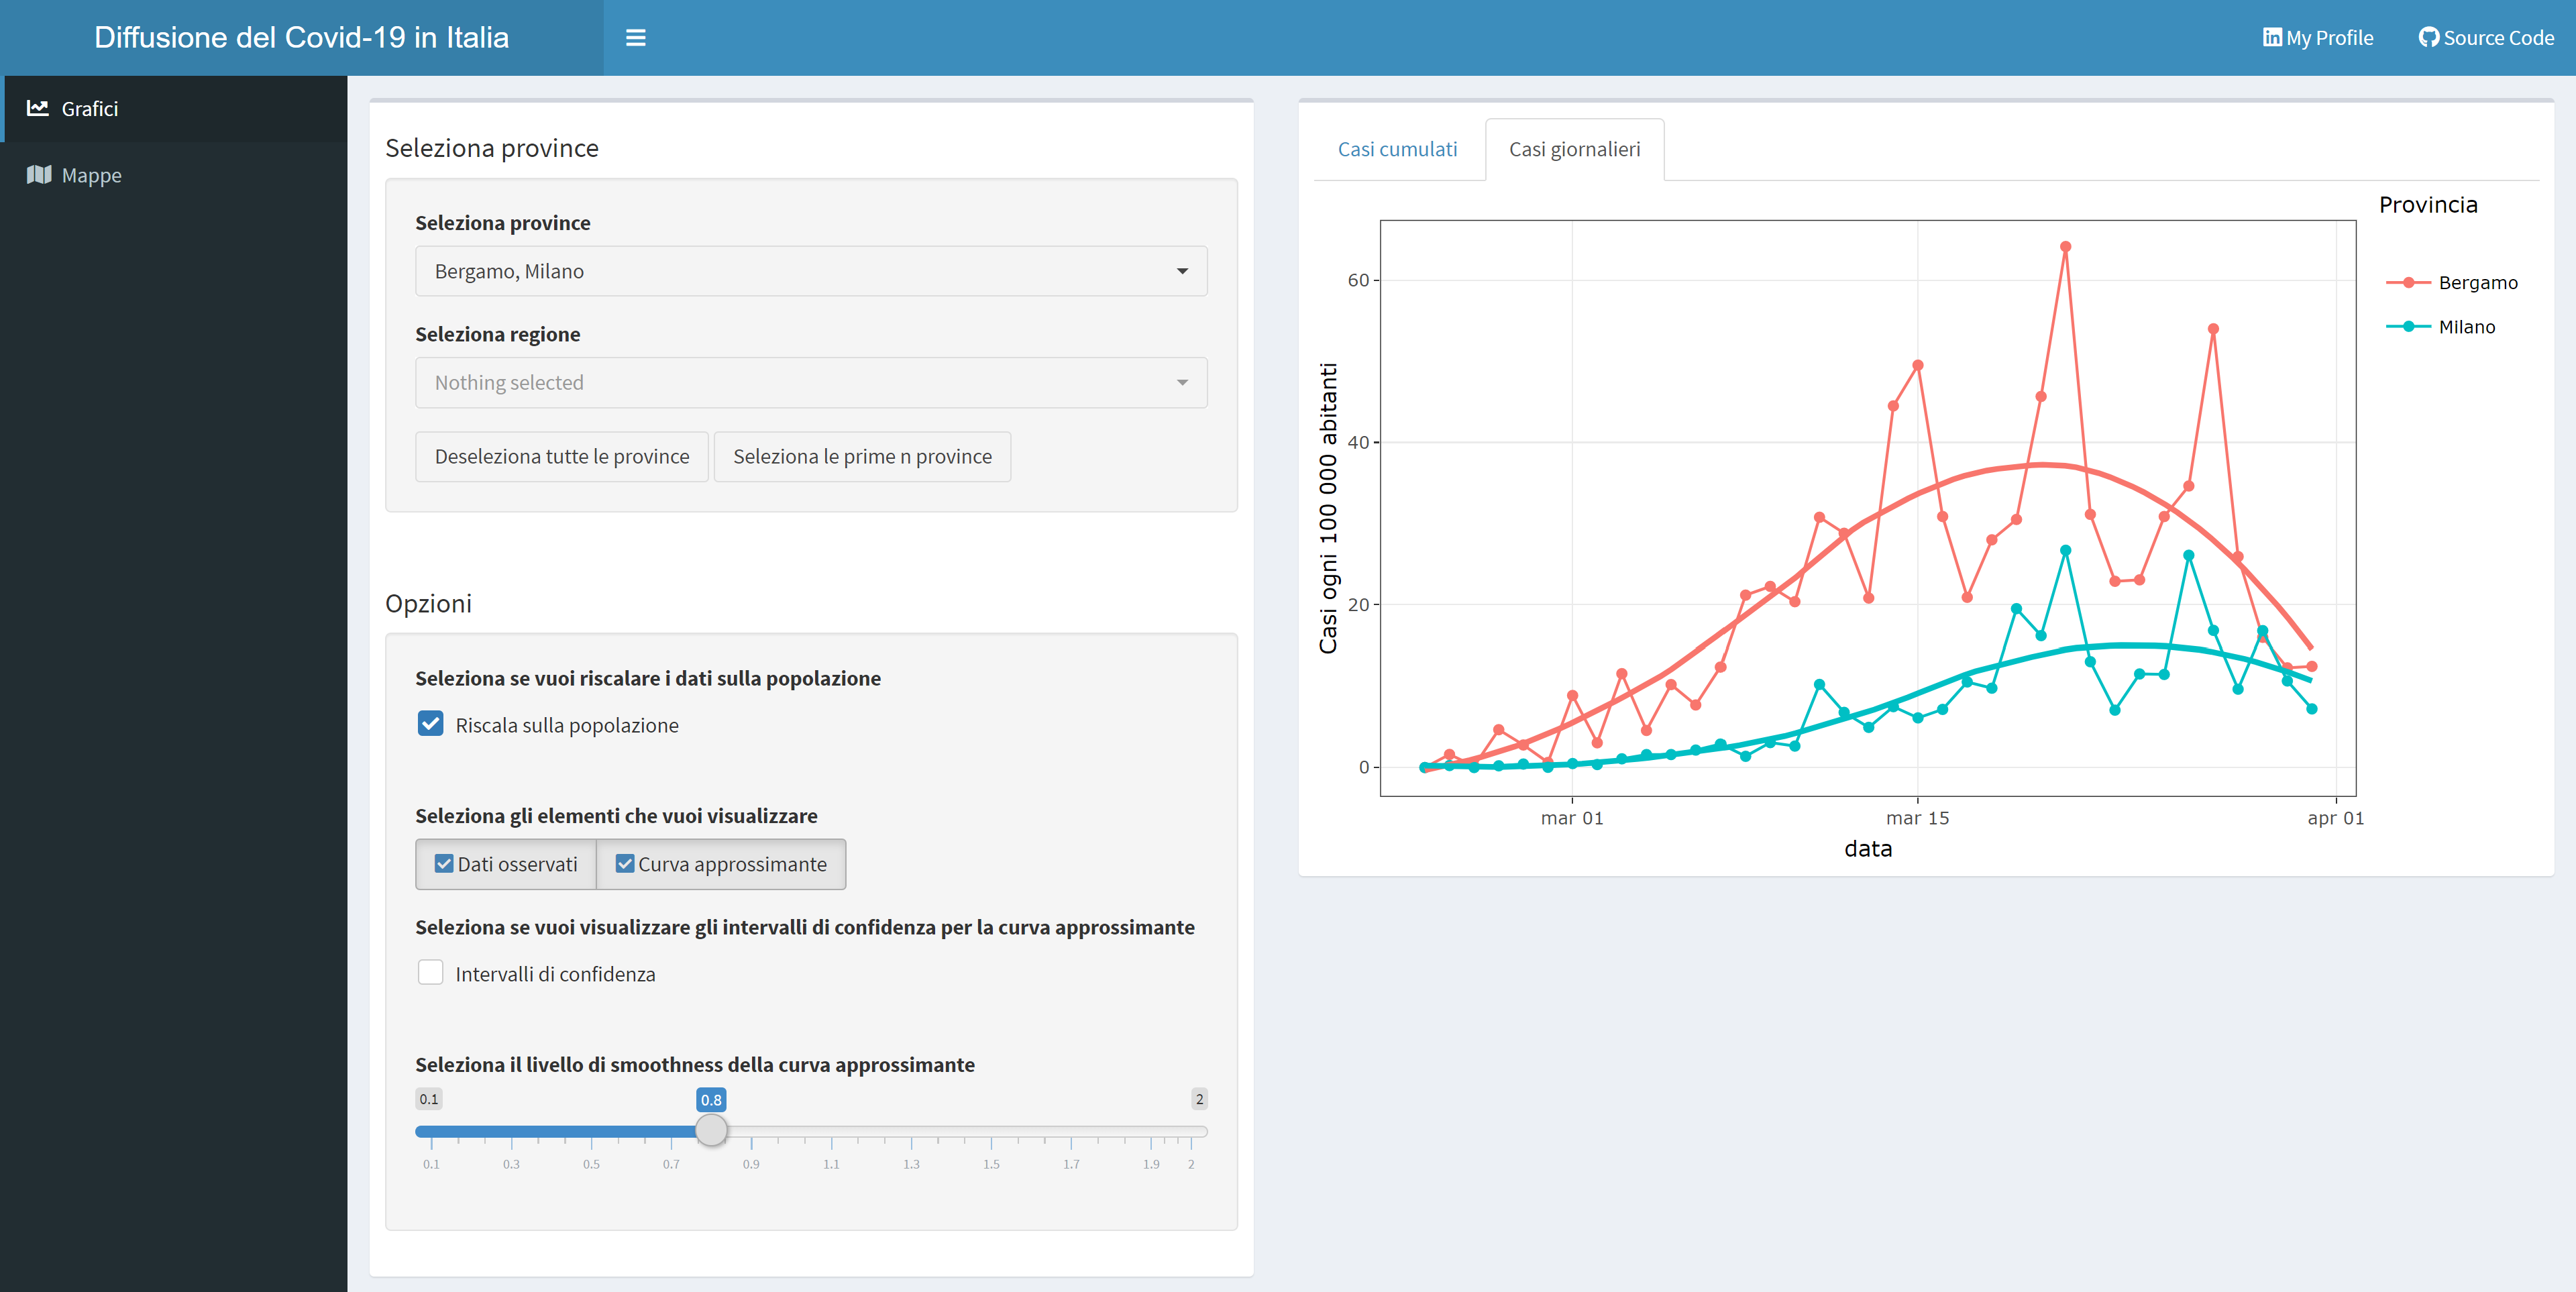 Diffusione del Covid-19 in Italia
My Profile
Source Code
Grafici
Mappe
Seleziona province
Seleziona province
Bergamo, Milano
Seleziona regione
Nothing selected
Deseleziona tutte le province
Seleziona le prime n province
Opzioni
Seleziona se vuoi riscalare i dati sulla popolazione
Riscala sulla popolazione
Seleziona gli elementi che vuoi visualizzare
Dati osservati
Curva approssimante
Seleziona se vuoi visualizzare gli intervalli di confidenza per la curva approssimante
Intervalli di confidenza
Seleziona il livello di smoothness della curva approssimante
0.1 0.8 2
0.1 0.3 0.5 0.7 0.9 1.1 1.3 1.5 1.7 1.9 2
Casi cumulati
Casi giornalieri
Provincia
Bergamo
Milano
Casi ogni 100 000 abitanti
60
40
20
0
mar 01 mar 15 apr 01
data